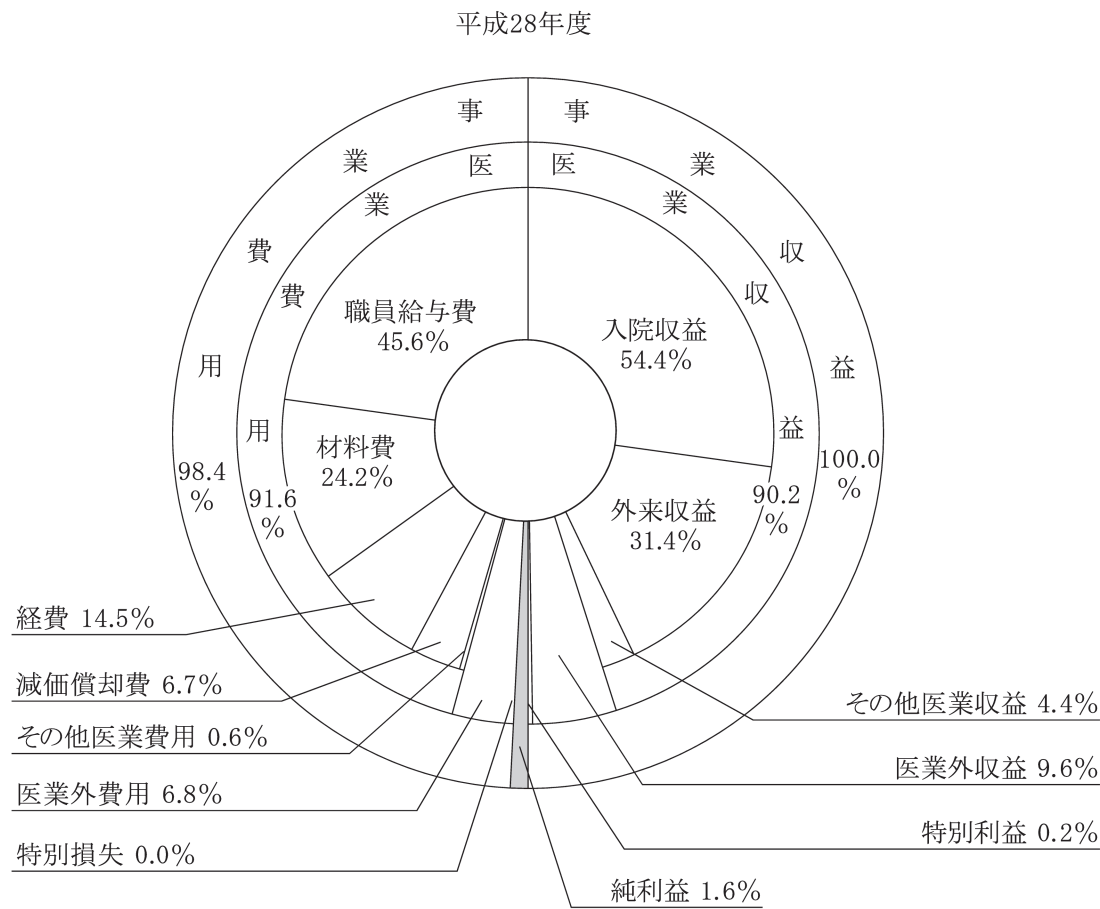 平成28年度
事業収益
100.0
%
医業収益
90.2
%
入院収益
54.4%
外来収益
31.4%
その他医業収益 4.4%
医業外収益 9.6%
特別利益 0.2%
純利益 1.6%
事業費用
98.4
%
医業費用
91.6
%
職員給与費
45.6%
材料費
24.2%
経費 14.5%
減価償却費 6.7%
その他医業費用 0.6%
医業外費用 6.8%
特別損失 0.0%